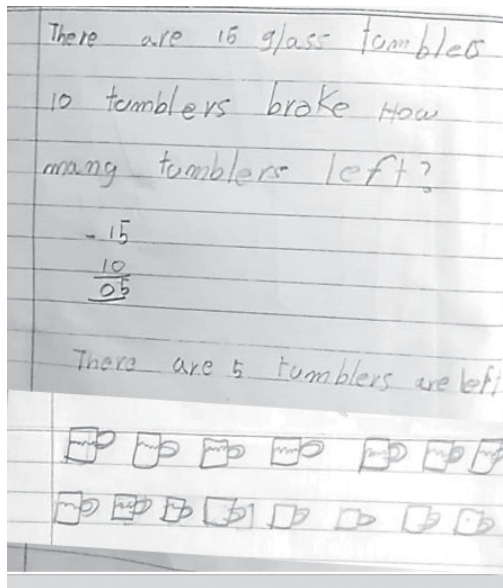 There are 15 glass tumblers
10 tumblers broke How
many tumblers left?
- 15
10
05
There are 5 tumblers are left